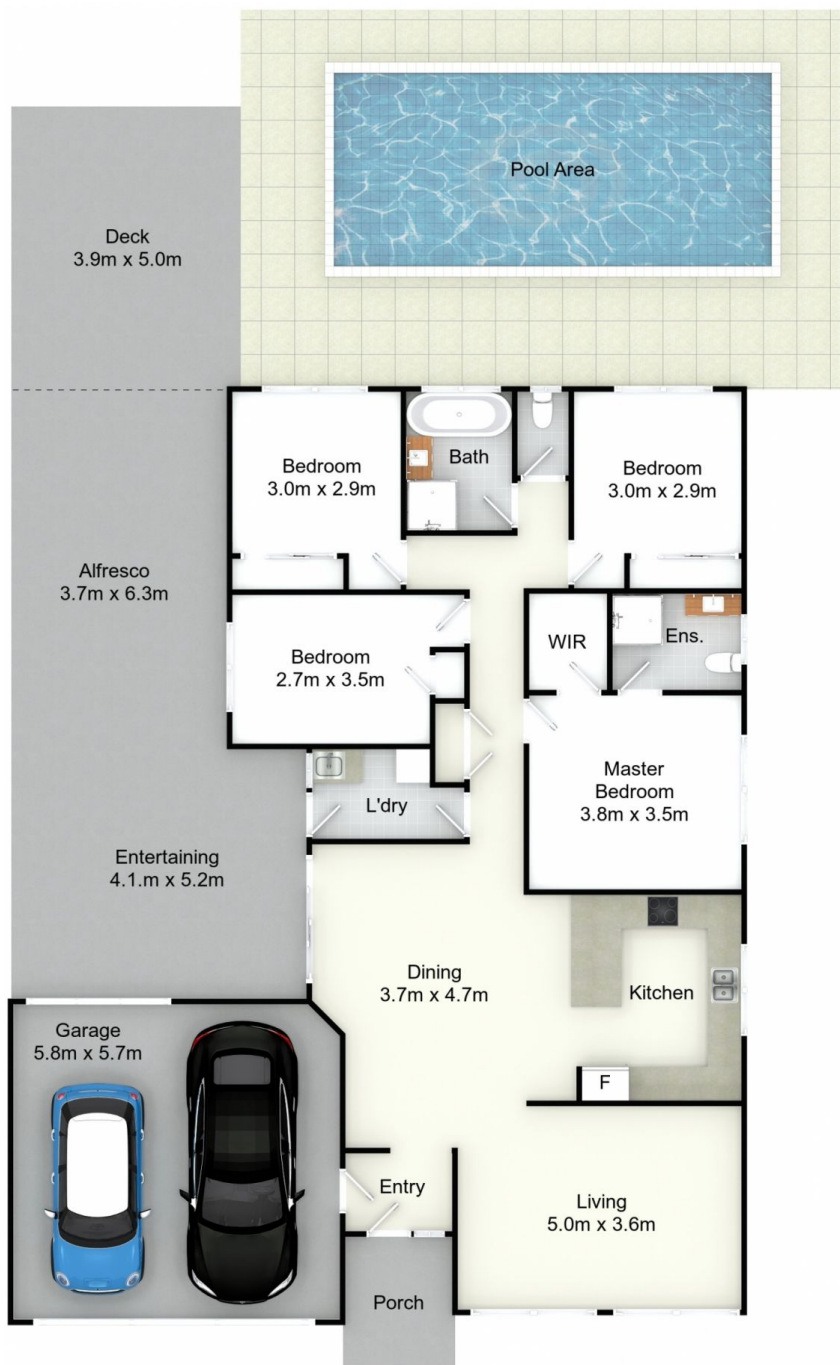 Pool Area
Deck
3.9m x 5.0m
Bedroom
3.0m x 2.9m
Bath
Bedroom
3.0m x 2.9m
Alfresco
3.7m x 6.3m
Bedroom
2.7m x 3.5m
WIR
Ens.
Master
Bedroom
3.8m x 3.5m
L'dry
Entertaining
4.1.m x 5.2m
Dining
3.7m x 4.7m
Kitchen
Garage
5.8m x 5.7m
F
Entry
Living
5.0m x 3.6m
Porch